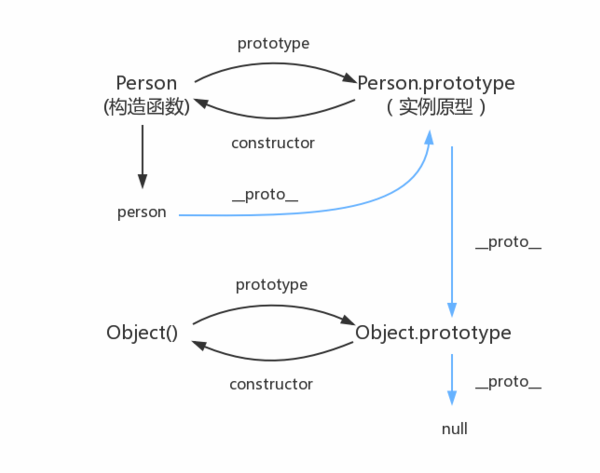 prototype
Person
(构造函数)
Person.prototype
（实例原型）
constructor
person
__proto__
__proto__
prototype
Object()
Object.prototype
constructor
__proto__
null